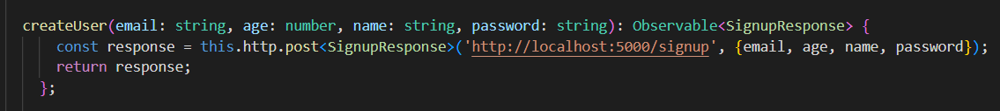 createUser(email: string, age: number, name: string, password: string): Observable<SignupResponse> {
const response = this.http.post<SignupResponse>('http://localhost:5000/signup', {email, age, name, password});
return response;
};